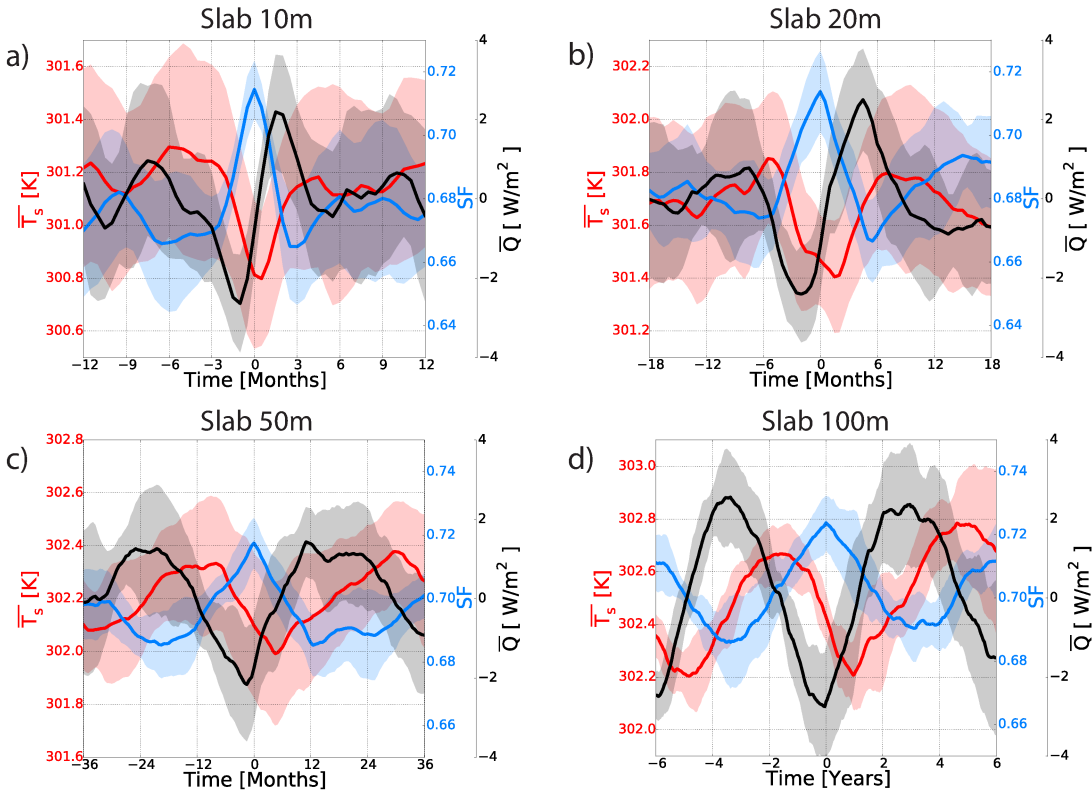 Slab 10m
a)
T̅s [K]
301.6
301.4
301.2
301.0
300.8
300.6
SF
0.72
0.70
0.68
0.66
0.64
Q̅ [ W/m²]
4
2
0
−2
−4
−12 −9 −6 −3 0 3 6 9 12
Time [Months]
Slab 20m
b)
T̅s [K]
302.2
302.0
301.8
301.6
301.4
301.2
SF
0.72
0.70
0.68
0.66
0.64
Q̅ [ W/m²]
4
2
0
−2
−4
−18 −12 −6 0 6 12 18
Time [Months]
Slab 50m
c)
T̅s [K]
302.8
302.6
302.4
302.2
302.0
301.8
301.6
SF
0.74
0.72
0.70
0.68
0.66
Q̅ [ W/m²]
4
2
0
−2
−4
−36 −24 −12 0 12 24 36
Time [Months]
Slab 100m
d)
T̅s [K]
303.0
302.8
302.6
302.4
302.2
302.0
SF
0.74
0.72
0.70
0.68
0.66
Q̅ [ W/m²]
4
2
0
−2
−4
−6 −4 −2 0 2 4 6
Time [Years]